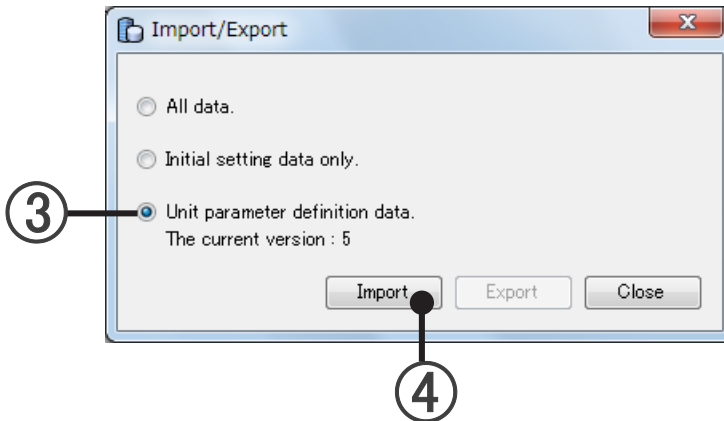 Import/Export
All data.
Initial setting data only.
③
Unit parameter definition data.
The current version : 5
Import Export Close
④